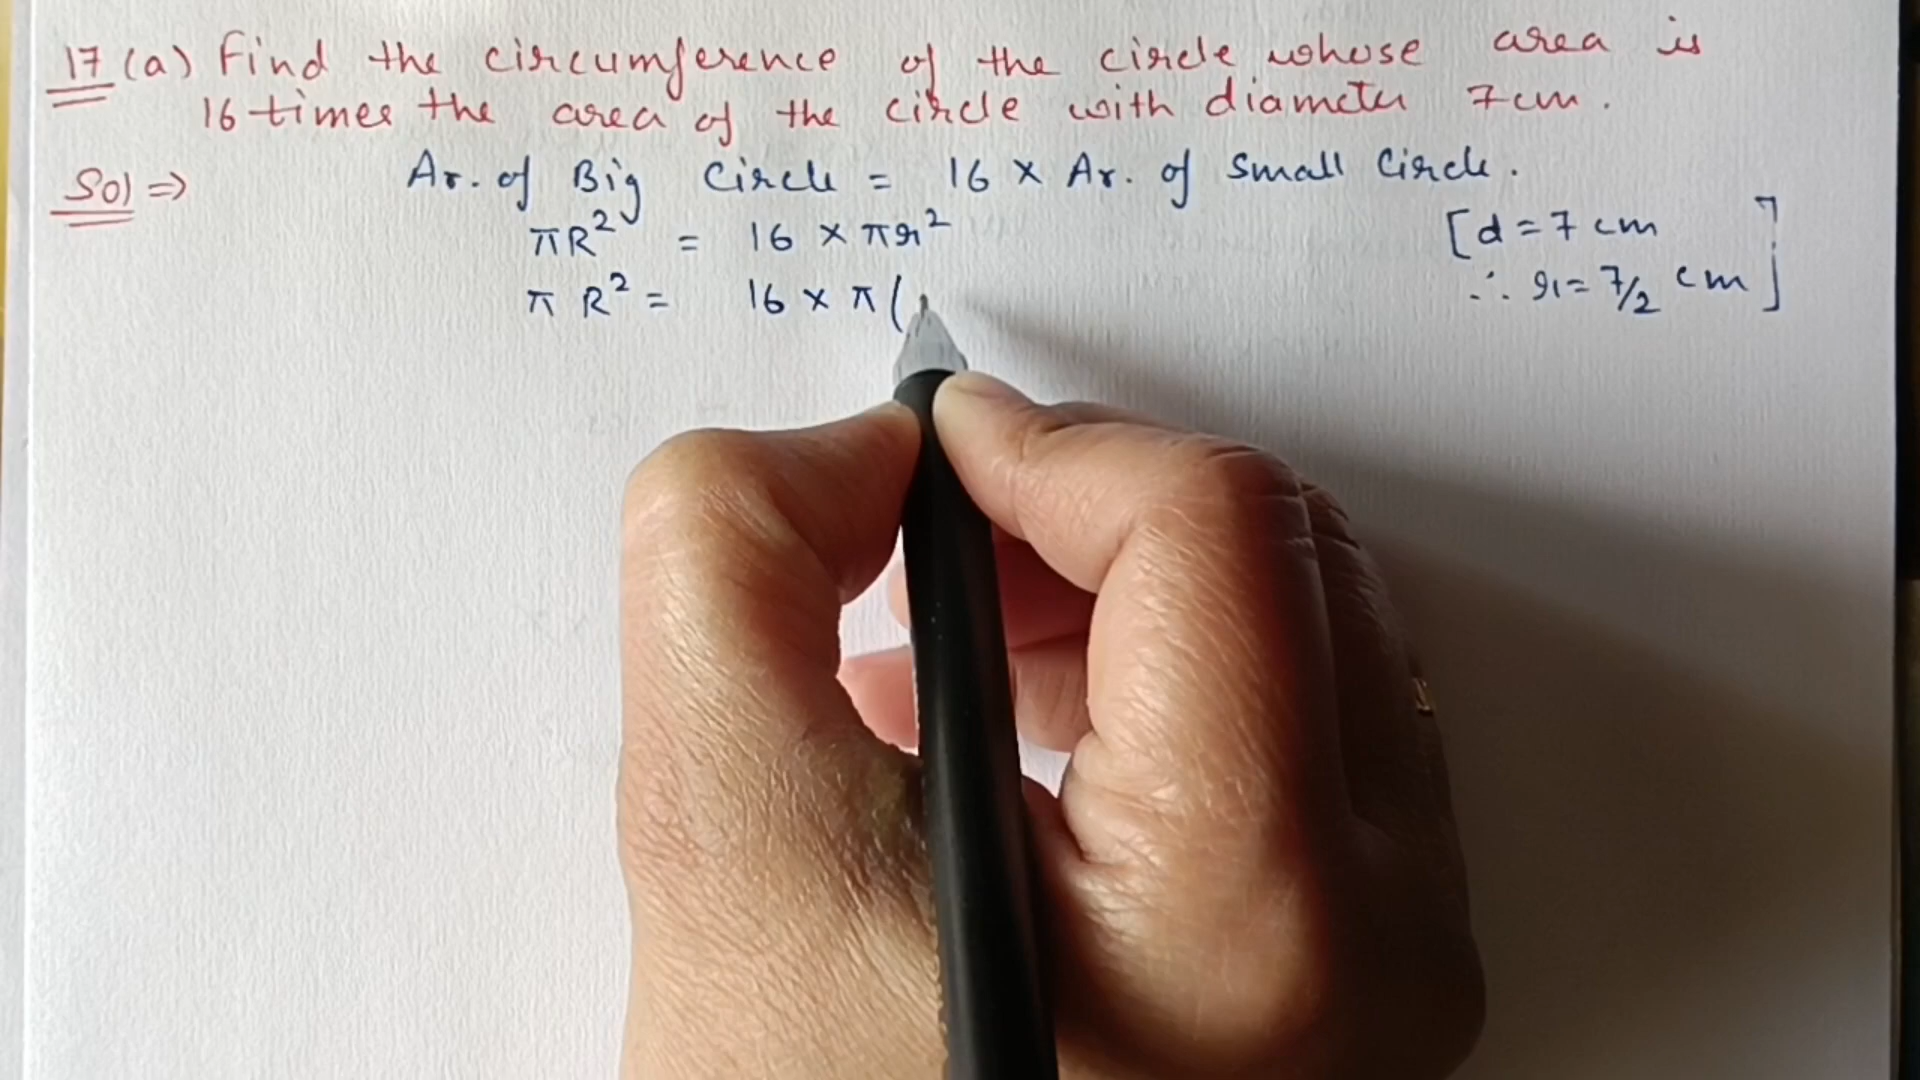 17 (a) Find the circumference of the circle whose area is
16 times the area of the circle with diameter 7cm.
Sol ⇒ Ar. of Big Circle = 16 × Ar. of Small Circle.
πR² = 16 × πr² [d = 7 cm
π R² = 16 × π ( ∴ r = 7/2 cm]